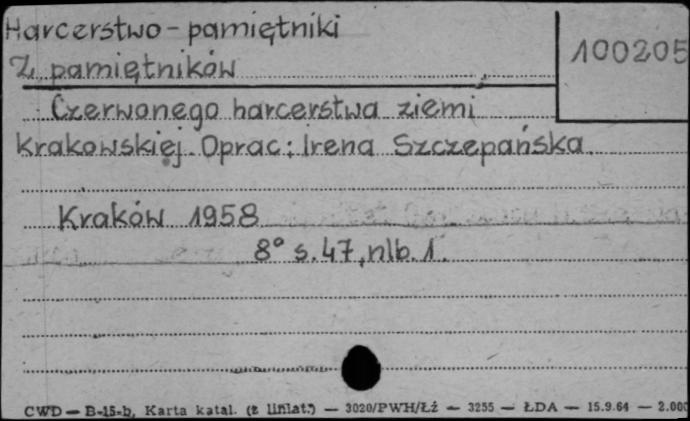 Harcerstwo - pamiętniki
100205
Z pamiętników
Czerwonego harcerstwa ziemi
Krakowskiej. Oprac: Irena Szczepańska
Kraków 1958
8° s.47, nlb.1.
CWD — B-15-b, Karta katal. (z liniat.) — 3020/PWH/Łż — 3255 — ŁDA — 15.9.64 — 2.000